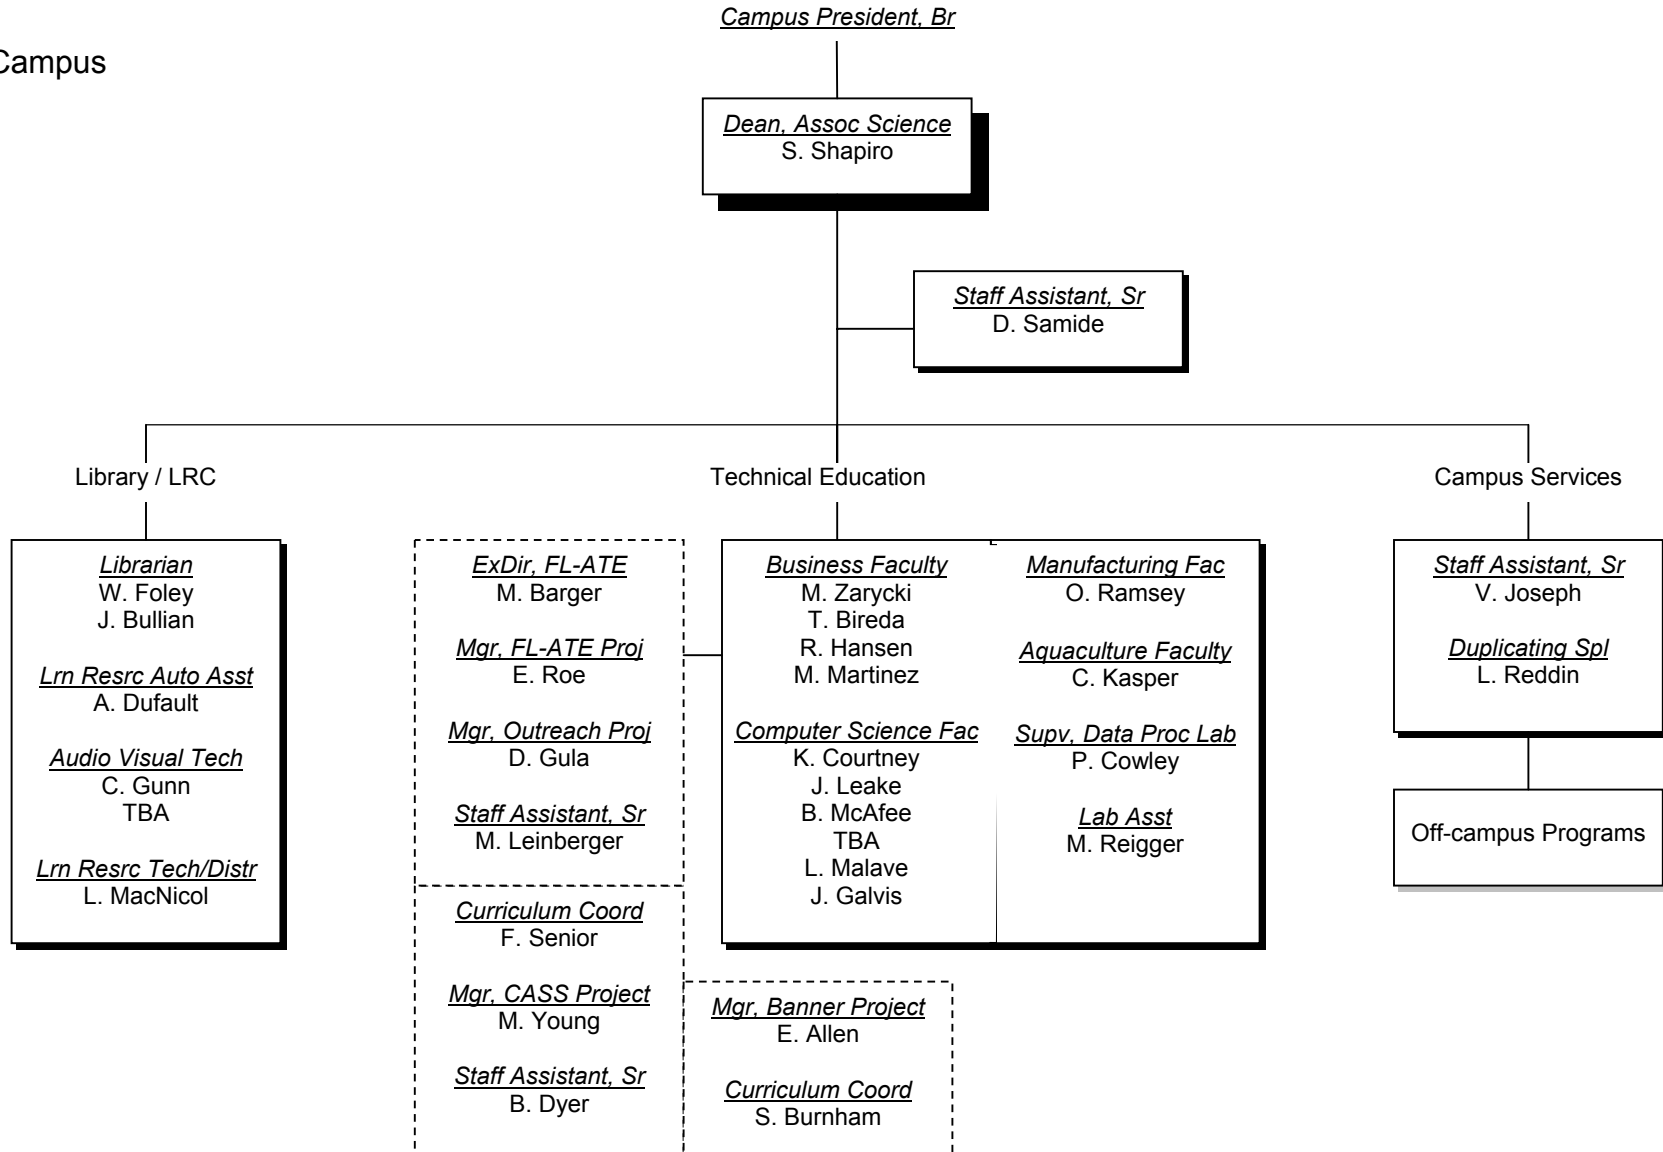 Campus President, Br
Campus
Dean, Assoc Science
S. Shapiro
Staff Assistant, Sr
D. Samide
Library / LRC
Technical Education
Campus Services
Librarian
W. Foley
J. Bullian
Lrn Resrc Auto Asst
A. Dufault
Audio Visual Tech
C. Gunn
TBA
Lrn Resrc Tech/Distr
L. MacNicol
ExDir, FL-ATE
M. Barger
Mgr, FL-ATE Proj
E. Roe
Mgr, Outreach Proj
D. Gula
Staff Assistant, Sr
M. Leinberger
Curriculum Coord
F. Senior
Mgr, CASS Project
M. Young
Staff Assistant, Sr
B. Dyer
Business Faculty
M. Zarycki
T. Bireda
R. Hansen
M. Martinez
Computer Science Fac
K. Courtney
J. Leake
B. McAfee
TBA
L. Malave
J. Galvis
Manufacturing Fac
O. Ramsey
Aquaculture Faculty
C. Kasper
Supv, Data Proc Lab
P. Cowley
Lab Asst
M. Reigger
Mgr, Banner Project
E. Allen
Curriculum Coord
S. Burnham
Staff Assistant, Sr
V. Joseph
Duplicating Spl
L. Reddin
Off-campus Programs